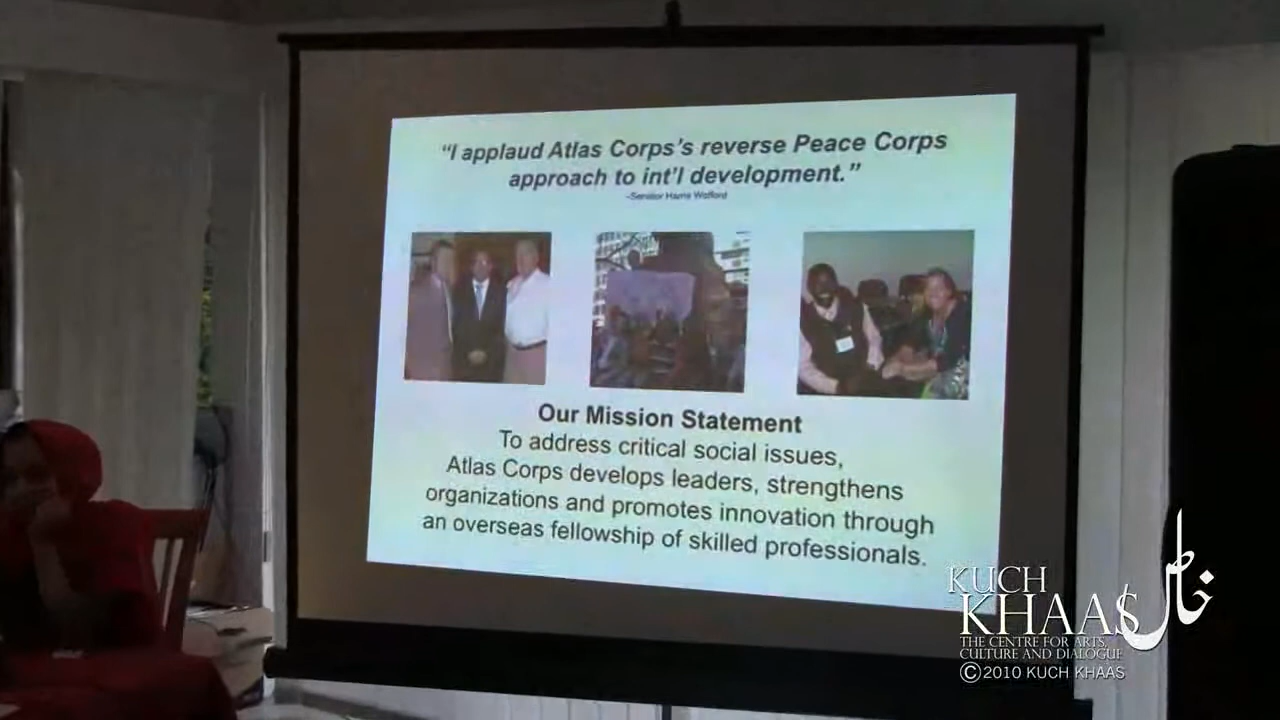 “I applaud Atlas Corps’s reverse Peace Corps
approach to int’l development.”
-Senator Harris Wofford
Our Mission Statement
To address critical social issues,
Atlas Corps develops leaders, strengthens
organizations and promotes innovation through
an overseas fellowship of skilled professionals.
KUCH
KHAAS
خاص
THE CENTRE FOR ARTS,
CULTURE AND DIALOGUE
©2010 KUCH KHAAS